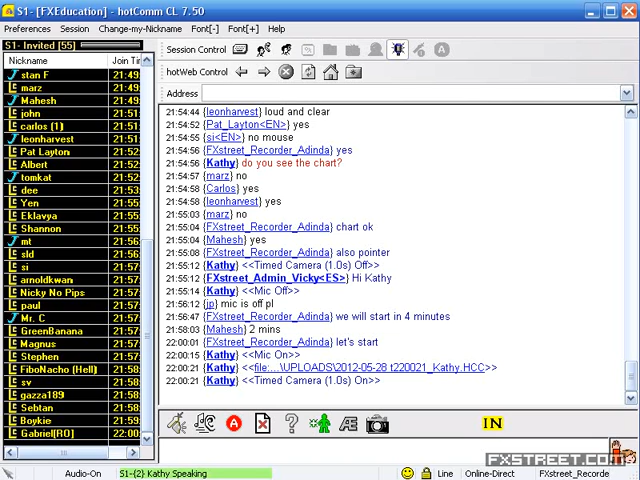 S1- [FXEducation] - hotComm CL 7.50
Preferences Session Change-my-Nickname Font[-] Font[+] Help
S1- Invited [55]
Session Control
Nickname Join Tir
hotWeb Control
Address
stan F 21:49:
marz 21:49:
Mahesh 21:49:
john 21:51:
carlos (1) 21:51:
leonharvest 21:51:
Pat Layton 21:51:
Albert 21:52:
tomkat 21:52:
dee 21:53:
Yen 21:55:
Eklavya 21:55:
Shannon 21:55:
mt 21:56:
sld 21:56:
si 21:57:
arnoldkwan 21:57:
Nicky No Pips 21:57:
paul 21:57:
Mr. C 21:57:
GreenBanana 21:57:
Magnus 21:57:
Stephen 21:57:
FiboNacho (Hell) 21:57:
sv 21:57:
gazza189 21:58:
Sebtan 21:58:
Boykie 21:59:
Gabriel[RO] 22:00:
21:54:44 {leonharvest} loud and clear
21:54:52 {Pat_Layton<EN>} yes
21:54:55 {si<EN>} no mouse
21:54:56 {FXstreet_Recorder_Adinda} yes
21:54:56 {Kathy} do you see the chart?
21:54:57 {marz} no
21:54:58 {Carlos} yes
21:54:58 {leonharvest} yes
21:55:03 {marz} no
21:55:04 {FXstreet_Recorder_Adinda} chart ok
21:55:04 {Mahesh} yes
21:55:08 {FXstreet_Recorder_Adinda} also pointer
21:55:12 {Kathy} <<Timed Camera (1.0s) Off>>
21:55:12 {FXstreet_Admin_Vicky<ES>} Hi Kathy
21:55:14 {Kathy} <<Mic Off>>
21:56:12 {jp} mic is off pl
21:56:47 {FXstreet_Recorder_Adinda} we will start in 4 minutes
21:58:03 {Mahesh} 2 mins
22:00:01 {FXstreet_Recorder_Adinda} let's start
22:00:15 {Kathy} <<Mic On>>
22:00:21 {Kathy} <<file:...\UPLOADS\2012-05-28 t220021_Kathy.HCC>>
22:00:21 {Kathy} <<Timed Camera (1.0s) On>>
IN
FXSTREET.COM
Audio-On S1-{2} Kathy Speaking Line Online-Direct FXstreet_Recorde